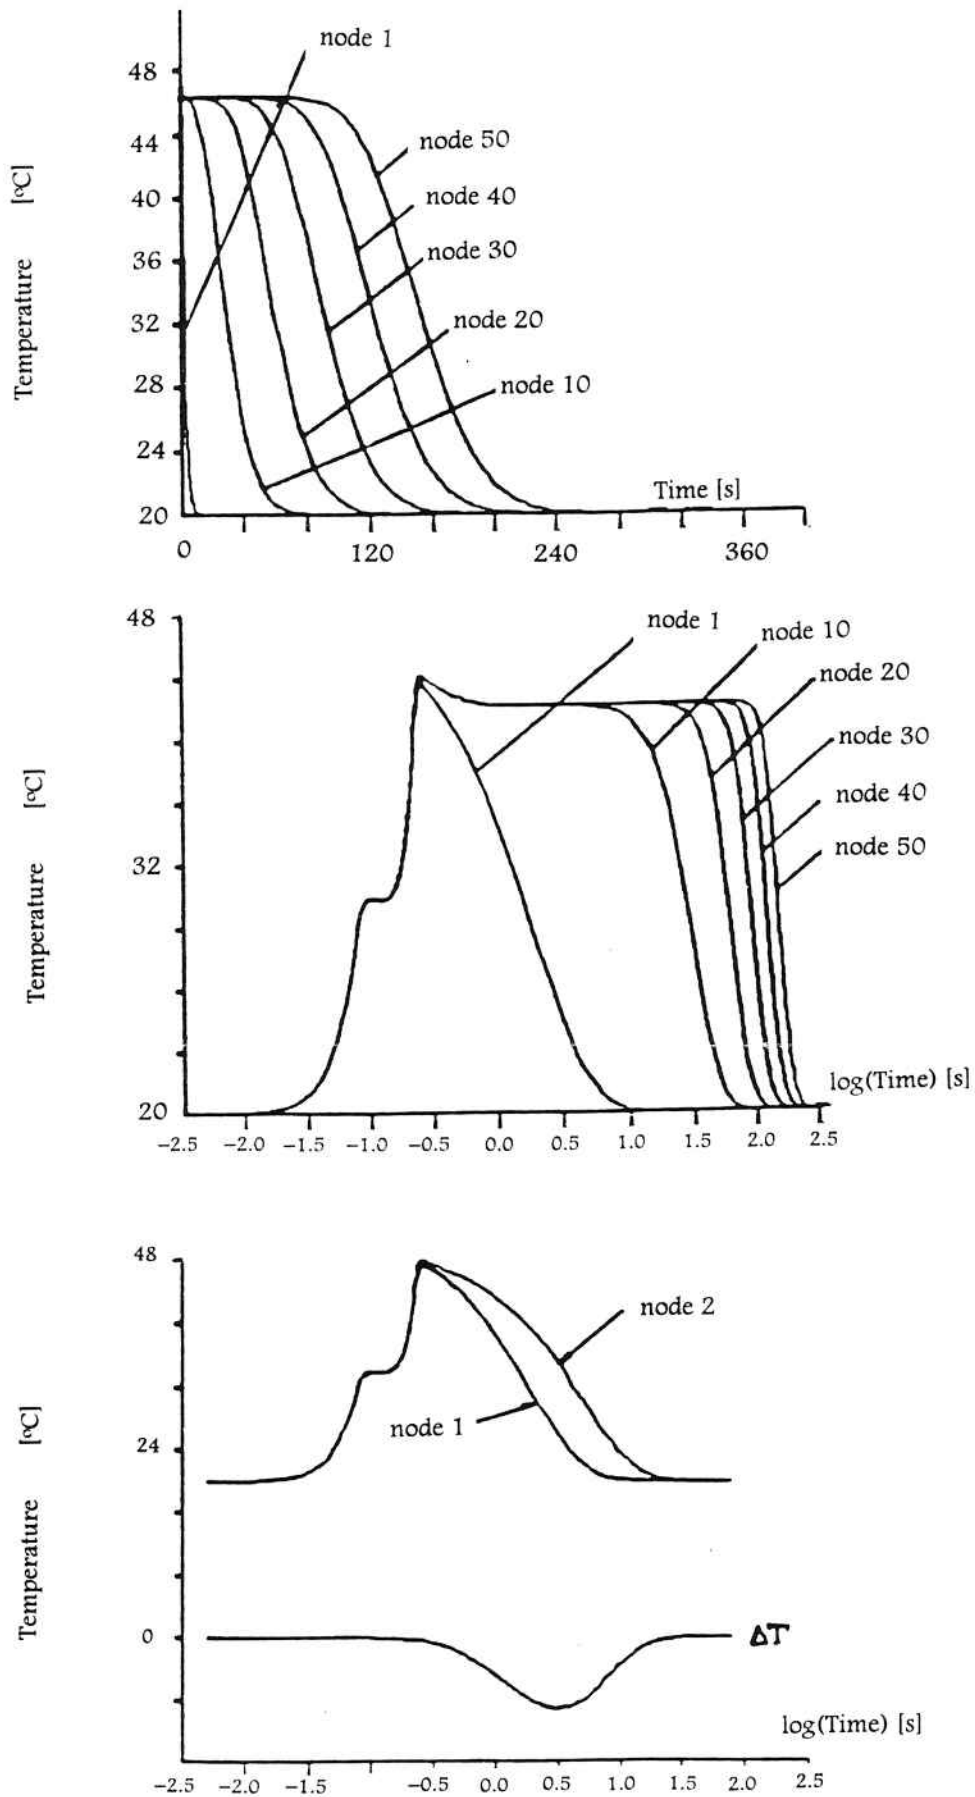 node 1
48
node 50
44
node 40
40
node 30
36
node 20
32
node 10
28
24
Time [s]
20
0 120 240 360
Temperature [ºC]
48
node 1
node 10
node 20
node 30
node 40
32
node 50
log(Time) [s]
20
-2.5 -2.0 -1.5 -1.0 -0.5 0.0 0.5 1.0 1.5 2.0 2.5
Temperature [ºC]
48
node 2
node 1
24
0
ΔT
log(Time) [s]
-2.5 -2.0 -1.5 -0.5 0.0 0.5 1.0 1.5 2.0 2.5
Temperature [ºC]